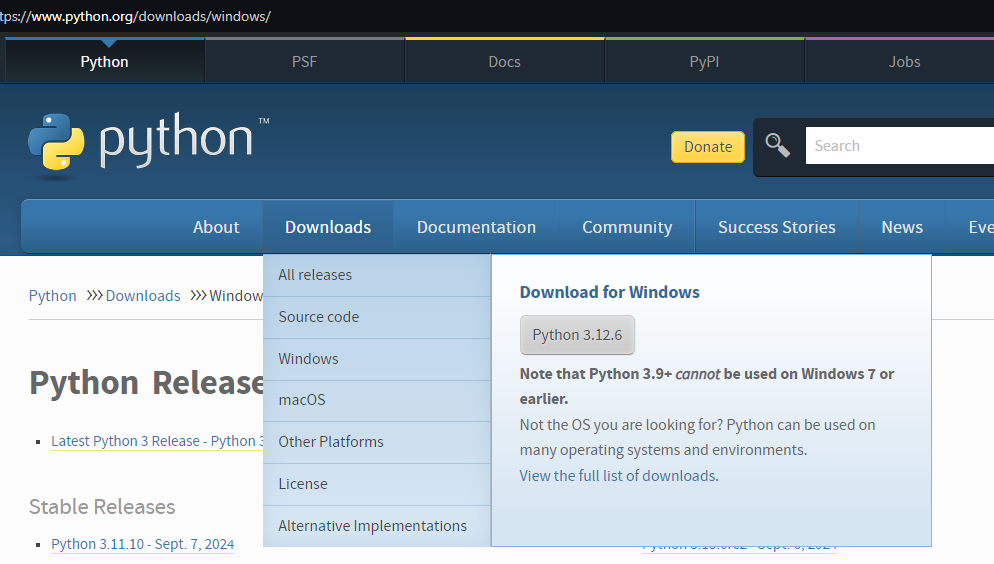 tps://www.python.org/downloads/windows/
Python
PSF
Docs
PyPI
Jobs
python™
Donate
Search
About
Downloads
Documentation
Community
Success Stories
News
Eve
All releases
Source code
Windows
macOS
Other Platforms
License
Alternative Implementations
Download for Windows
Python 3.12.6
Note that Python 3.9+ cannot be used on Windows 7 or
earlier.
Not the OS you are looking for? Python can be used on
many operating systems and environments.
View the full list of downloads.
Python >>> Downloads >>> Window
Python Release
Latest Python 3 Release - Python 3
Stable Releases
Python 3.11.10 - Sept. 7, 2024